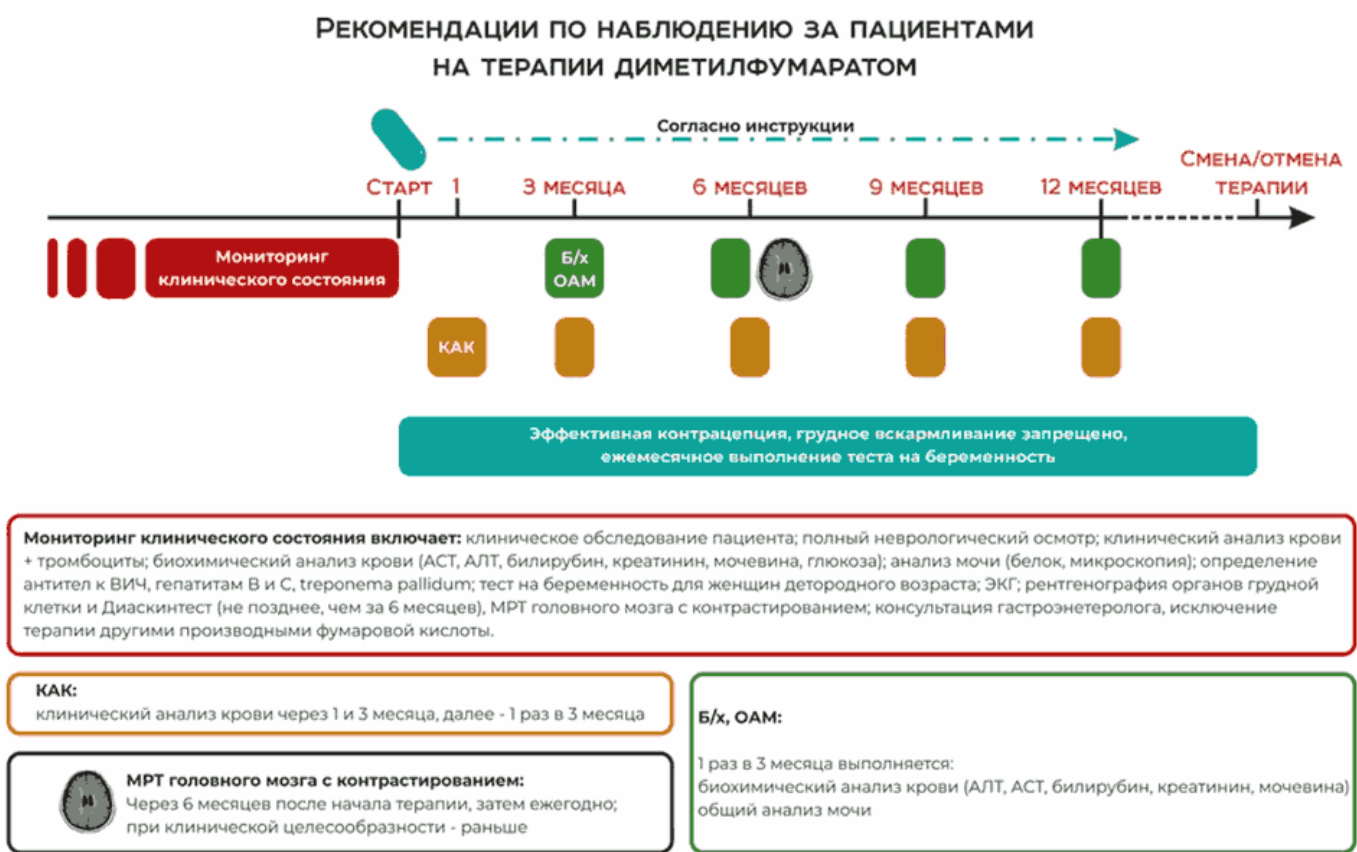 Рекомендации по наблюдению за пациентами
на терапии диметилфумаратом
Согласно инструкции
Старт 1 3 месяца 6 месяцев 9 месяцев 12 месяцев Смена/отмена
терапии
Мониторинг
клинического состояния
Б/х
ОАМ
КАК
Эффективная контрацепция, грудное вскармливание запрещено,
ежемесячное выполнение теста на беременность
Мониторинг клинического состояния включает: клиническое обследование пациента; полный неврологический осмотр; клинический анализ крови
+ тромбоциты; биохимический анализ крови (АСТ, АЛТ, билирубин, креатинин, мочевина, глюкоза); анализ мочи (белок, микроскопия); определение
антител к ВИЧ, гепатитам В и С, treponema pallidum; тест на беременность для женщин детородного возраста; ЭКГ; рентгенография органов грудной
клетки и Диаскинтест (не позднее, чем за 6 месяцев), МРТ головного мозга с контрастированием; консультация гастроэнетеролога, исключение
терапии другими производными фумаровой кислоты.
КАК:
клинический анализ крови через 1 и 3 месяца, далее - 1 раз в 3 месяца
МРТ головного мозга с контрастированием:
Через 6 месяцев после начала терапии, затем ежегодно;
при клинической целесообразности - раньше
Б/х, ОАМ:
1 раз в 3 месяца выполняется:
биохимический анализ крови (АЛТ, АСТ, билирубин, креатинин, мочевина)
общий анализ мочи